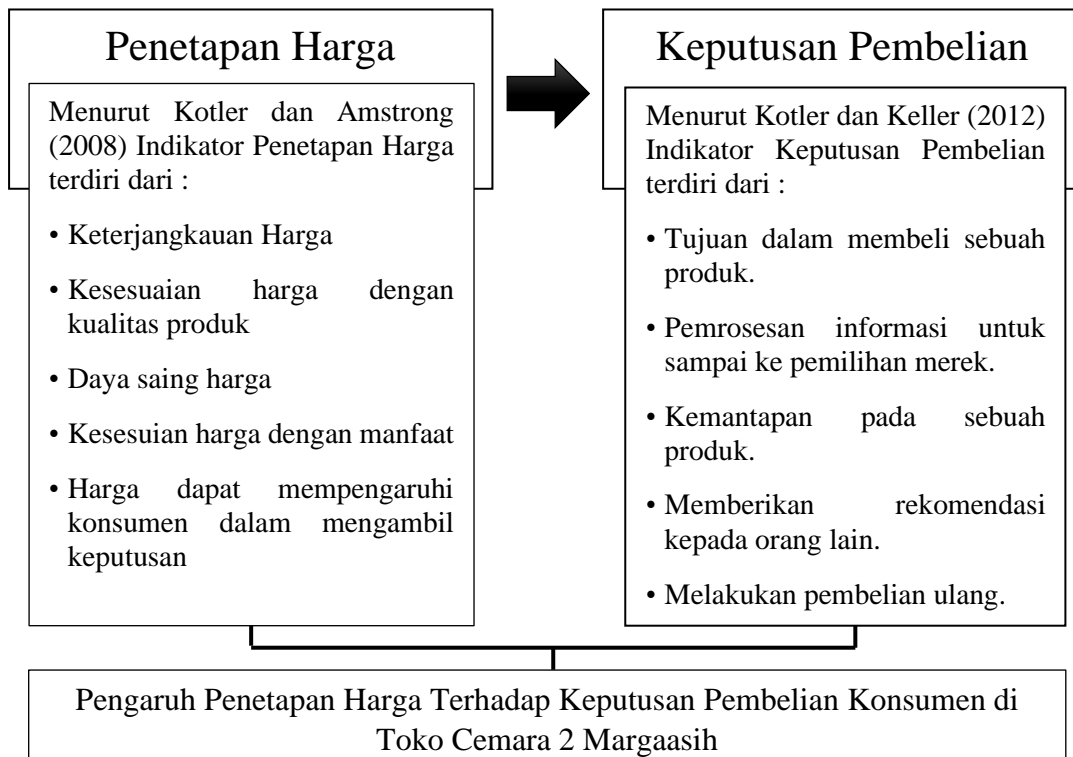 Penetapan Harga
Menurut Kotler dan Amstrong
(2008) Indikator Penetapan Harga
terdiri dari :
• Keterjangkauan Harga
• Kesesuaian harga dengan
kualitas produk
• Daya saing harga
• Kesesuian harga dengan manfaat
• Harga dapat mempengaruhi
konsumen dalam mengambil
keputusan
Keputusan Pembelian
Menurut Kotler dan Keller (2012)
Indikator Keputusan Pembelian
terdiri dari :
• Tujuan dalam membeli sebuah
produk.
• Pemrosesan informasi untuk
sampai ke pemilihan merek.
• Kemantapan pada sebuah
produk.
• Memberikan rekomendasi
kepada orang lain.
• Melakukan pembelian ulang.
Pengaruh Penetapan Harga Terhadap Keputusan Pembelian Konsumen di
Toko Cemara 2 Margaasih